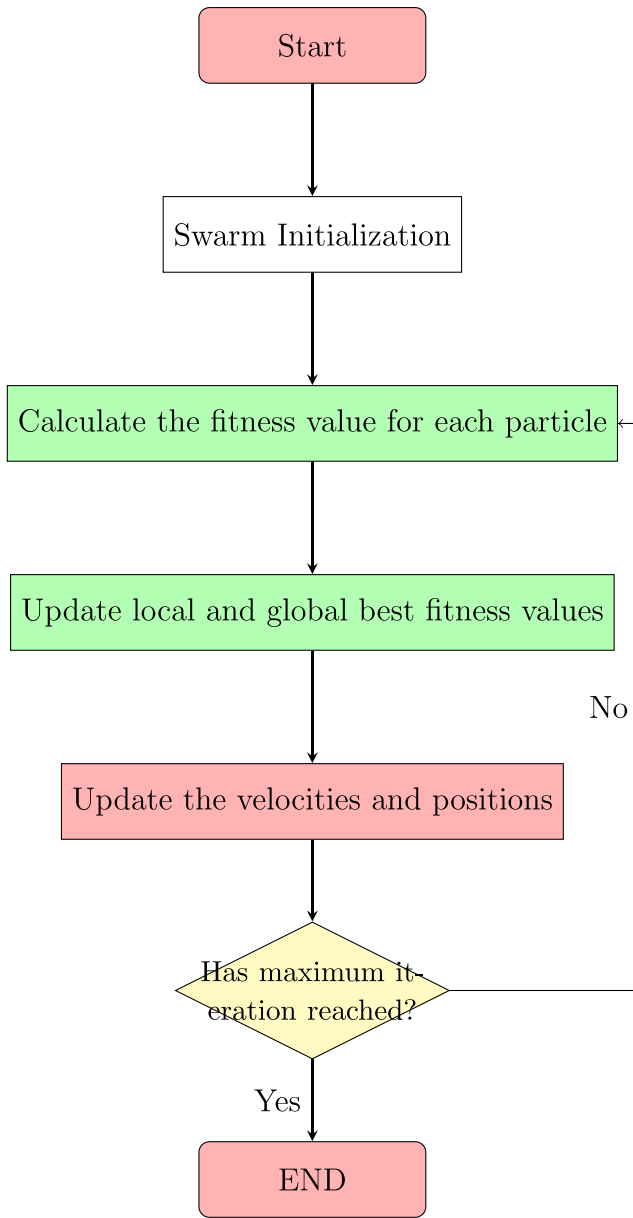 Start
Swarm Initialization
Calculate the fitness value for each particle
Update local and global best fitness values
No
Update the velocities and positions
Has maximum it-
eration reached?
Yes
END